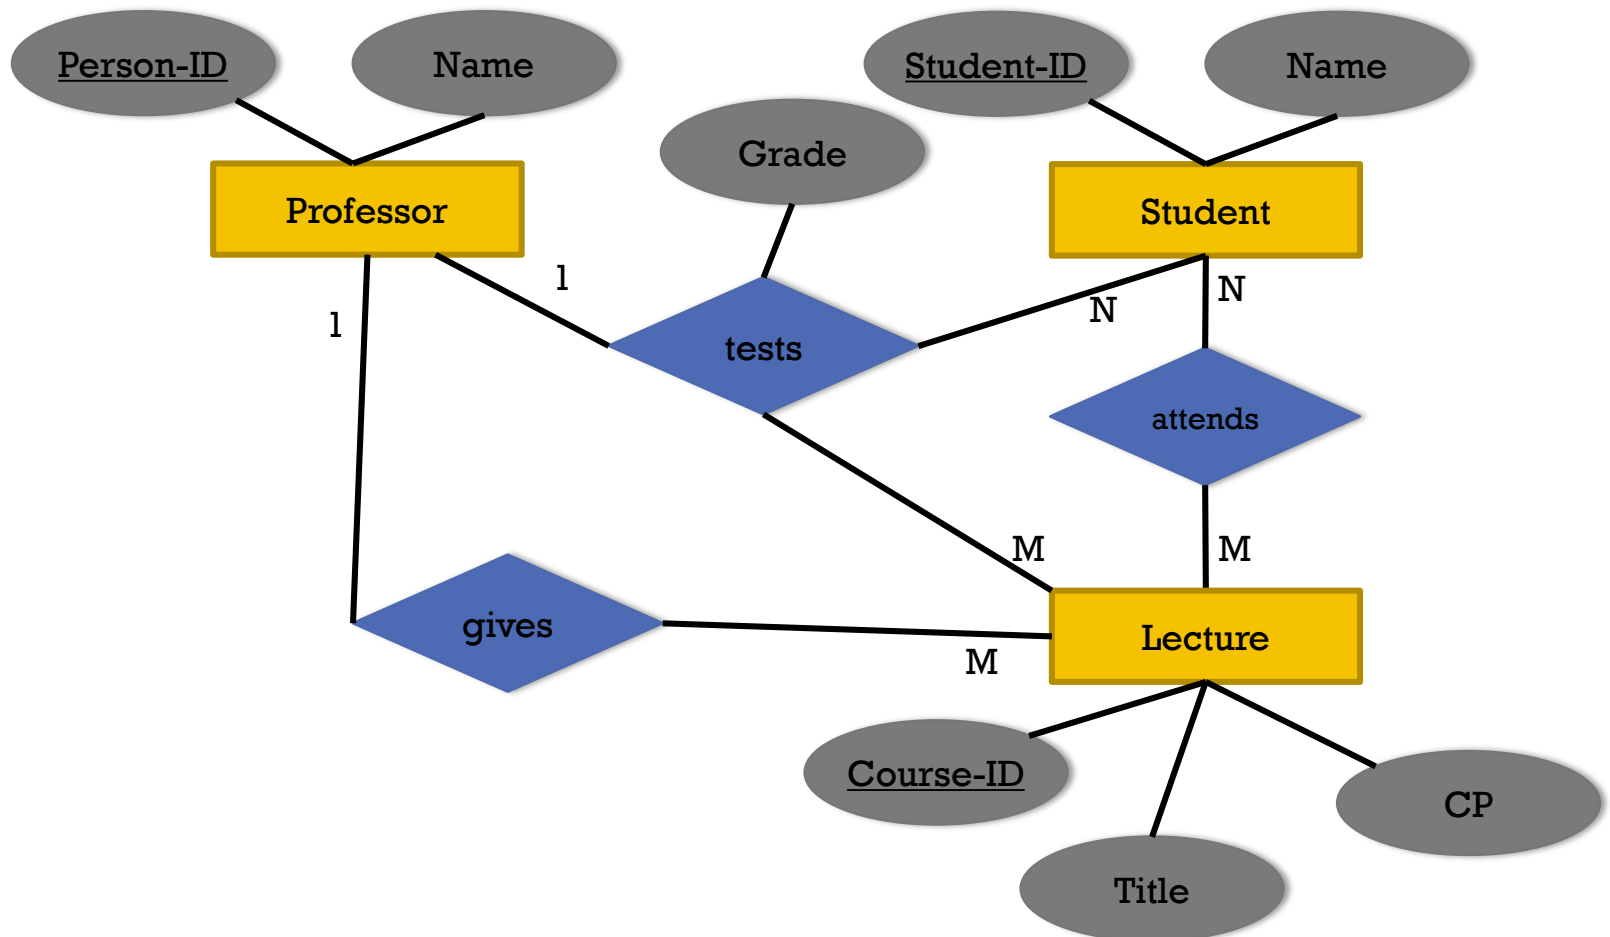 Person-ID
Name
Student-ID
Name
Grade
Professor
Student
1
1
N
N
tests
attends
M
M
gives
M
Lecture
Course-ID
CP
Title